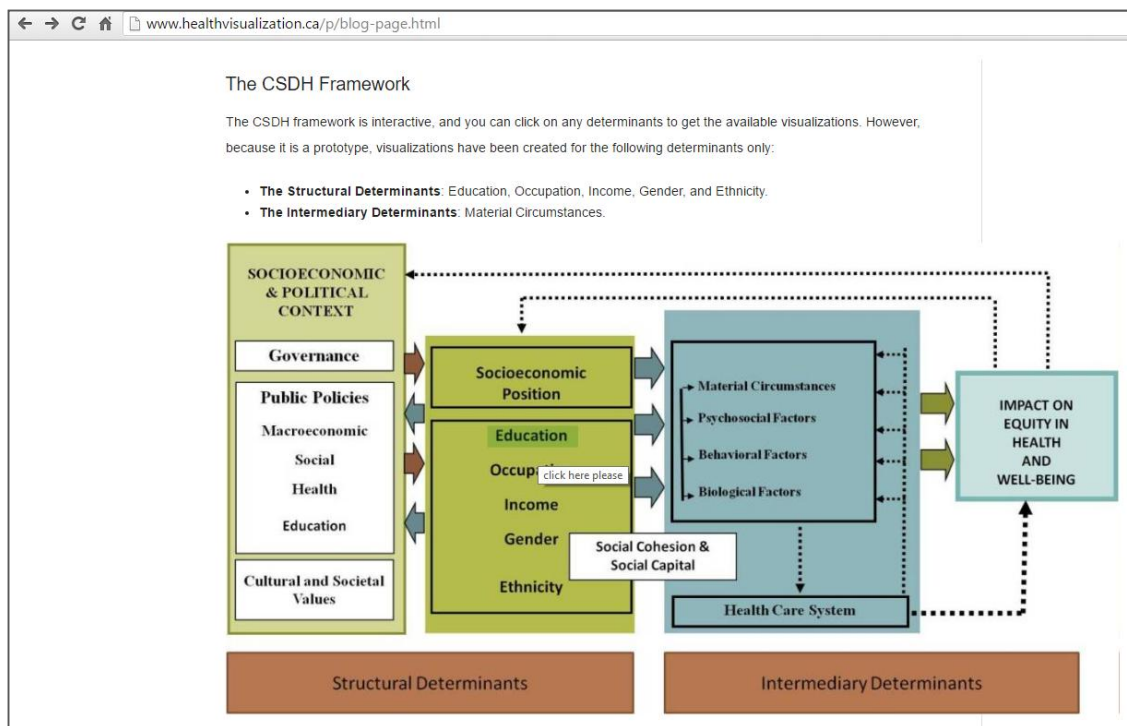 www.healthvisualization.ca/p/blog-page.html
The CSDH Framework
The CSDH framework is interactive, and you can click on any determinants to get the available visualizations. However,
because it is a prototype, visualizations have been created for the following determinants only:
• The Structural Determinants: Education, Occupation, Income, Gender, and Ethnicity.
• The Intermediary Determinants: Material Circumstances.
SOCIOECONOMIC
& POLITICAL
CONTEXT
Governance
Public Policies
Macroeconomic
Social
Health
Education
Cultural and Societal
Values
Socioeconomic
Position
Education
click here please
Income
Gender
Ethnicity
Social Cohesion &
Social Capital
Material Circumstances
Psychosocial Factors
Behavioral Factors
Biological Factors
Health Care System
IMPACT ON
EQUITY IN
HEALTH
AND
WELL-BEING
Structural Determinants
Intermediary Determinants